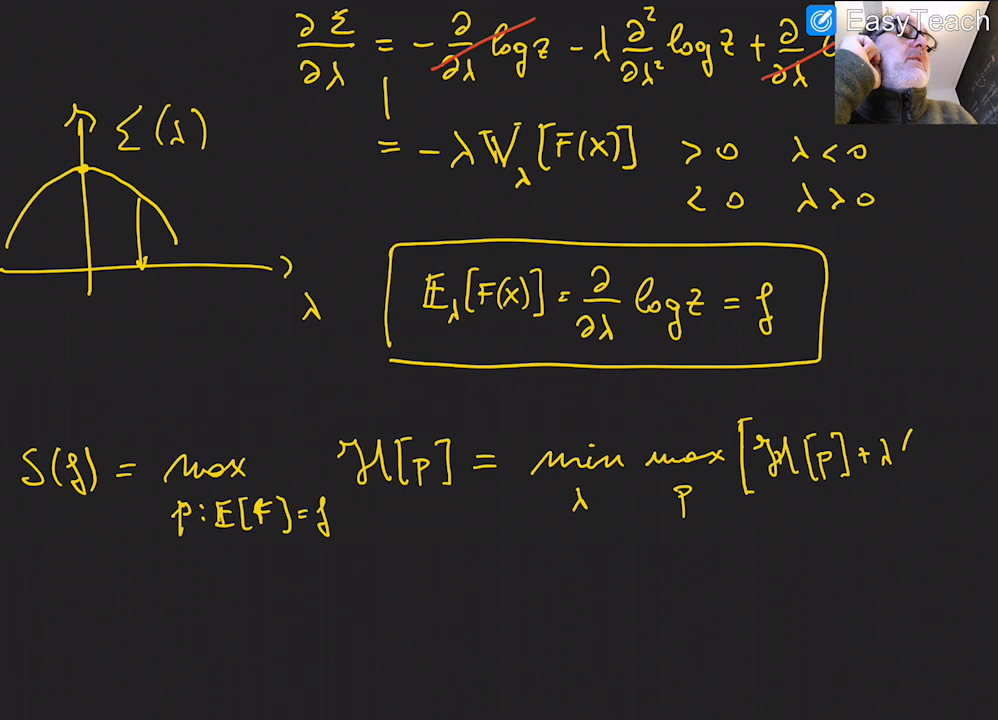 ∂Σ/∂λ = - ∂/∂λ log z - λ ∂²/∂λ² log z + ∂/∂λ
EasyTeach
Σ(λ)
= - λ 𝕍_λ [F(x)] > 0 λ < 0
< 0 λ > 0
𝔼_λ[F(x)] = ∂/∂λ log z = f
λ
S(f) = max_{p: 𝔼[F]=f} ℋ[p] = min_λ max_p [ℋ[p] + λ